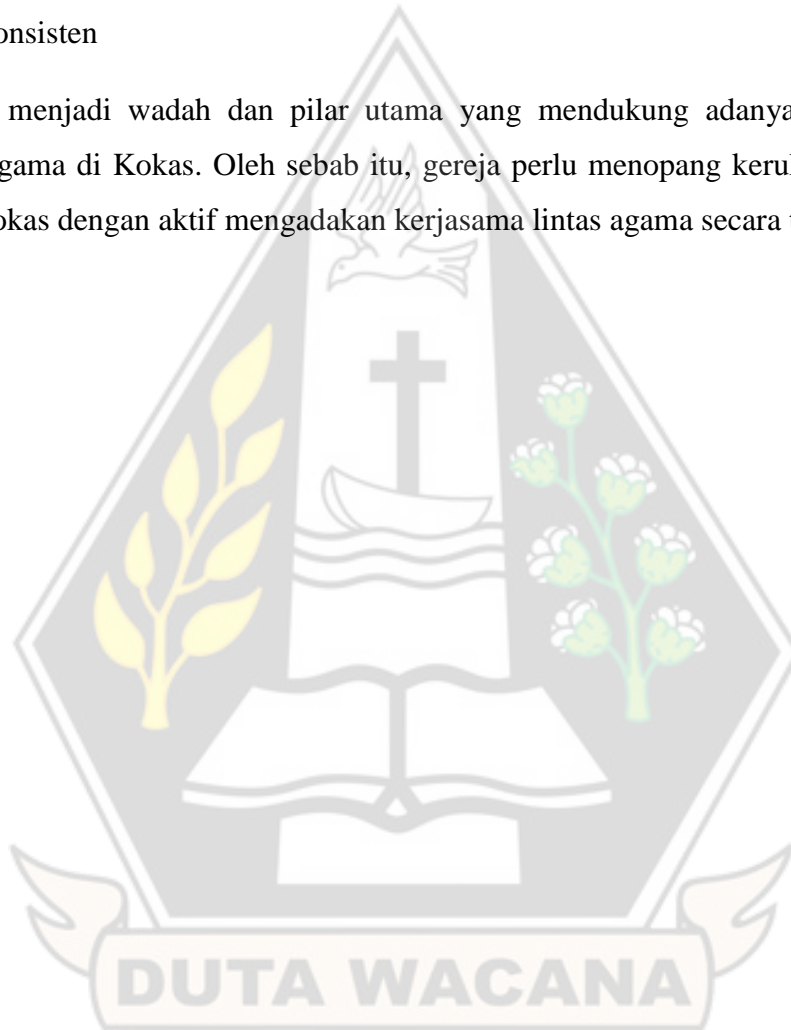 onsisten
menjadi wadah dan pilar utama yang mendukung adanya
gama di Kokas. Oleh sebab itu, gereja perlu menopang keru
okas dengan aktif mengadakan kerjasama lintas agama secara
DUTA WACANA